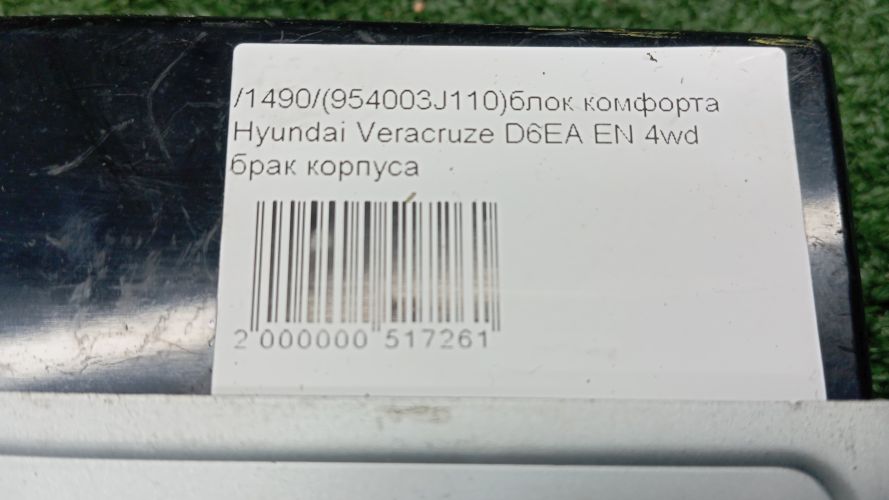 /1490/(954003J110)блок комфорта
Hyundai Veracruze D6EA EN 4wd
брак корпуса
2 000000 517261